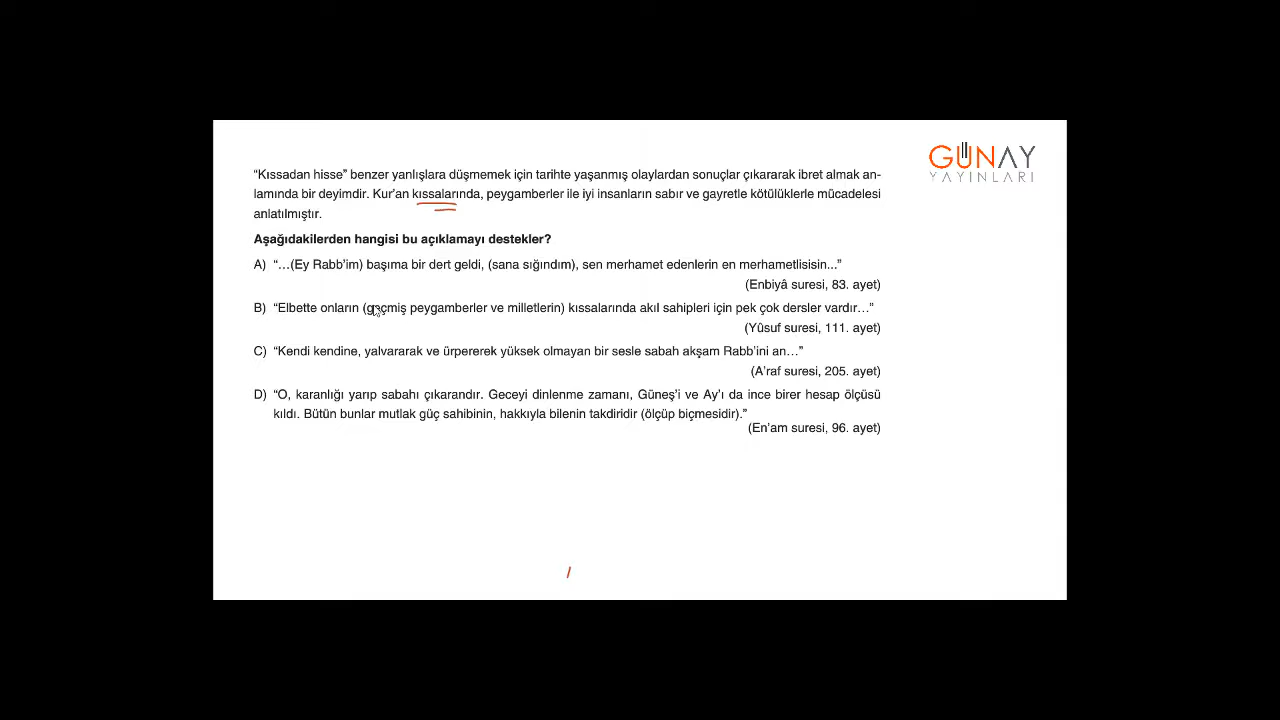 GÜNAY
YAYINLARI
“Kıssadan hisse” benzer yanlışlara düşmemek için tarihte yaşanmış olaylardan sonuçlar çıkararak ibret almak an-
lamında bir deyimdir. Kur’an kıssalarında, peygamberler ile iyi insanların sabır ve gayretle kötülüklerle mücadelesi
anlatılmıştır.
Aşağıdakilerden hangisi bu açıklamayı destekler?
A) “…(Ey Rabb’im) başıma bir dert geldi, (sana sığındım), sen merhamet edenlerin en merhametlisisin...”
(Enbiyâ suresi, 83. ayet)
B) “Elbette onların (geçmiş peygamberler ve milletlerin) kıssalarında akıl sahipleri için pek çok dersler vardır…”
(Yûsuf suresi, 111. ayet)
C) “Kendi kendine, yalvararak ve ürpererek yüksek olmayan bir sesle sabah akşam Rabb’ini an…”
(A’raf suresi, 205. ayet)
D) “O, karanlığı yarıp sabahı çıkarandır. Geceyi dinlenme zamanı, Güneş’i ve Ay’ı da ince birer hesap ölçüsü
kıldı. Bütün bunlar mutlak güç sahibinin, hakkıyla bilenin takdiridir (ölçüp biçmesidir).”
(En’am suresi, 96. ayet)